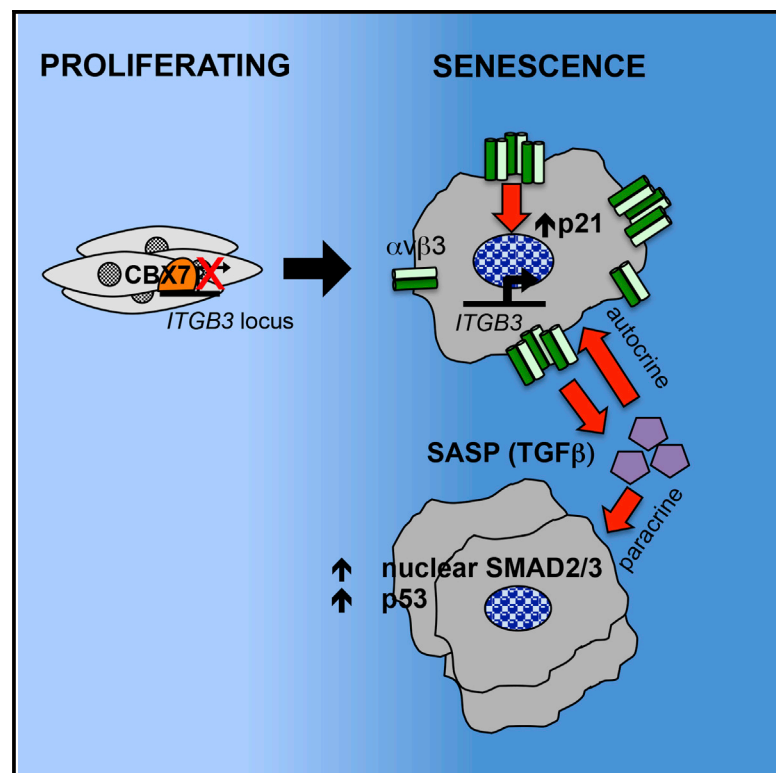 PROLIFERATING
SENESCENCE
↑p21
αvβ3
CBX7
ITGB3 locus
ITGB3
autocrine
SASP (TGFβ)
paracrine
↑ nuclear SMAD2/3
↑ p53